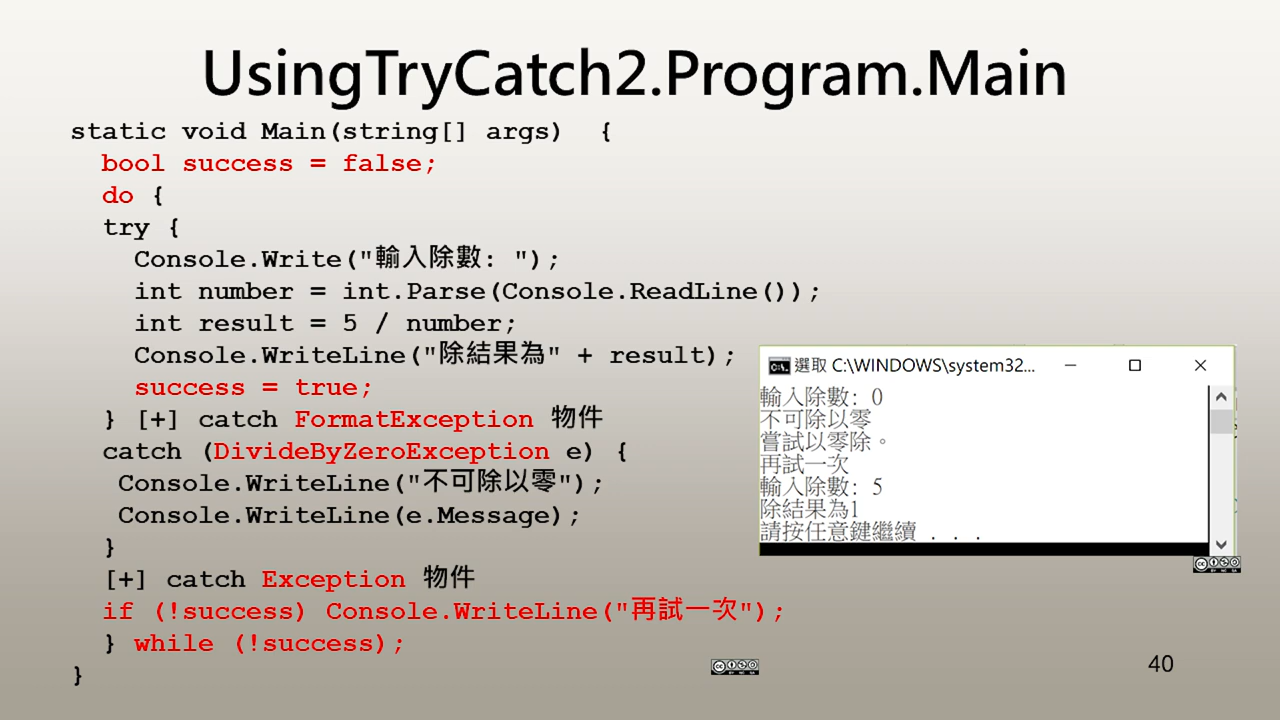 UsingTryCatch2.Program.Main
static void Main(string[] args)  {
bool success = false;
do {
try {
Console.Write("輸入除數: ");
int number = int.Parse(Console.ReadLine());
int result = 5 / number;
Console.WriteLine("除結果為" + result);
success = true;
} [+] catch FormatException 物件
catch (DivideByZeroException e) {
Console.WriteLine("不可除以零");
Console.WriteLine(e.Message);
}
[+] catch Exception 物件
if (!success) Console.WriteLine("再試一次");
} while (!success);
}
選取 C:\WINDOWS\system32...
輸入除數: 0
不可除以零
嘗試以零除。
再試一次
輸入除數: 5
除結果為1
請按任意鍵繼續 . . .
40